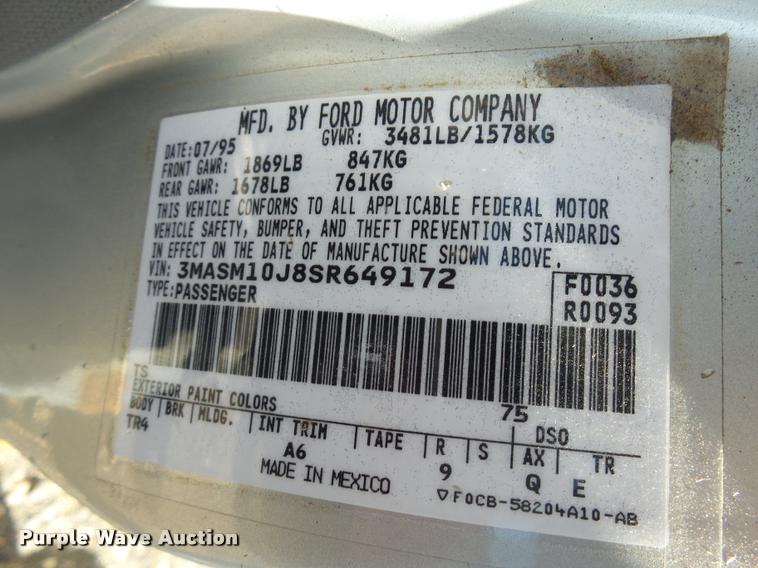 MFD. BY FORD MOTOR COMPANY
DATE:07/95 GVWR: 3481LB/1578KG
FRONT GAWR: 1869LB 847KG
REAR GAWR: 1678LB 761KG
THIS VEHICLE CONFORMS TO ALL APPLICABLE FEDERAL MOTOR
VEHICLE SAFETY, BUMPER, AND THEFT PREVENTION STANDARDS
IN EFFECT ON THE DATE OF MANUFACTURE SHOWN ABOVE.
VIN: 3MASM10J8SR649172 F0036
TYPE:PASSENGER R0093
TS
EXTERIOR PAINT COLORS 75 DSO
BODY BRK MLDG. INT TRIM TAPE R S AX TR
TR4 A6 9 Q E
MADE IN MEXICO ▽F0CB-58204A10-AB
Purple Wave Auction